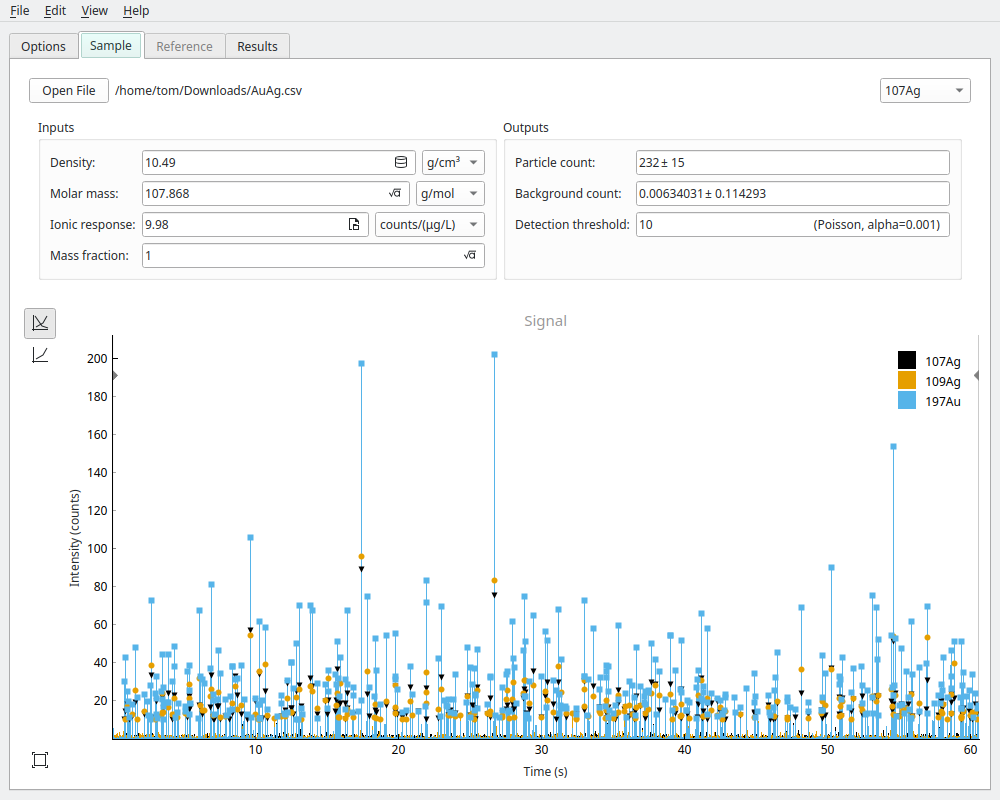 File Edit View Help
Options Sample Reference Results
Open File /home/tom/Downloads/AuAg.csv 107Ag
Inputs
Density: 10.49 g/cm³
Molar mass: 107.868 √a g/mol
Ionic response: 9.98 counts/(μg/L)
Mass fraction: 1 √a
Outputs
Particle count: 232 ± 15
Background count: 0.00634031 ± 0.114293
Detection threshold: 10 (Poisson, alpha=0.001)
Signal
107Ag
109Ag
197Au
Intensity (counts)
200
180
160
140
120
100
80
60
40
20
10 20 30 40 50 60
Time (s)